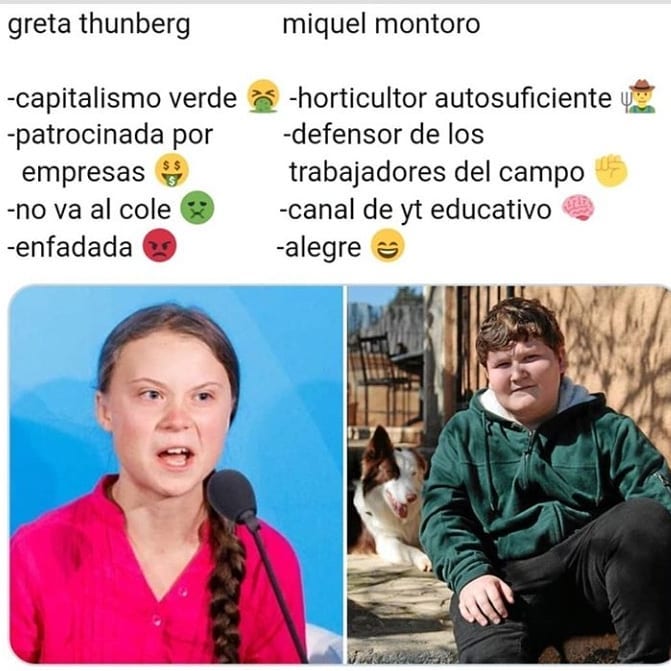 greta thunberg
miquel montoro
-capitalismo verde 🤮
-patrocinada por
empresas 🤑
-no va al cole 🤢
-enfadada 😡
-horticultor autosuficiente 👨‍🌾
-defensor de los
trabajadores del campo ✊
-canal de yt educativo 🧠
-alegre 😄